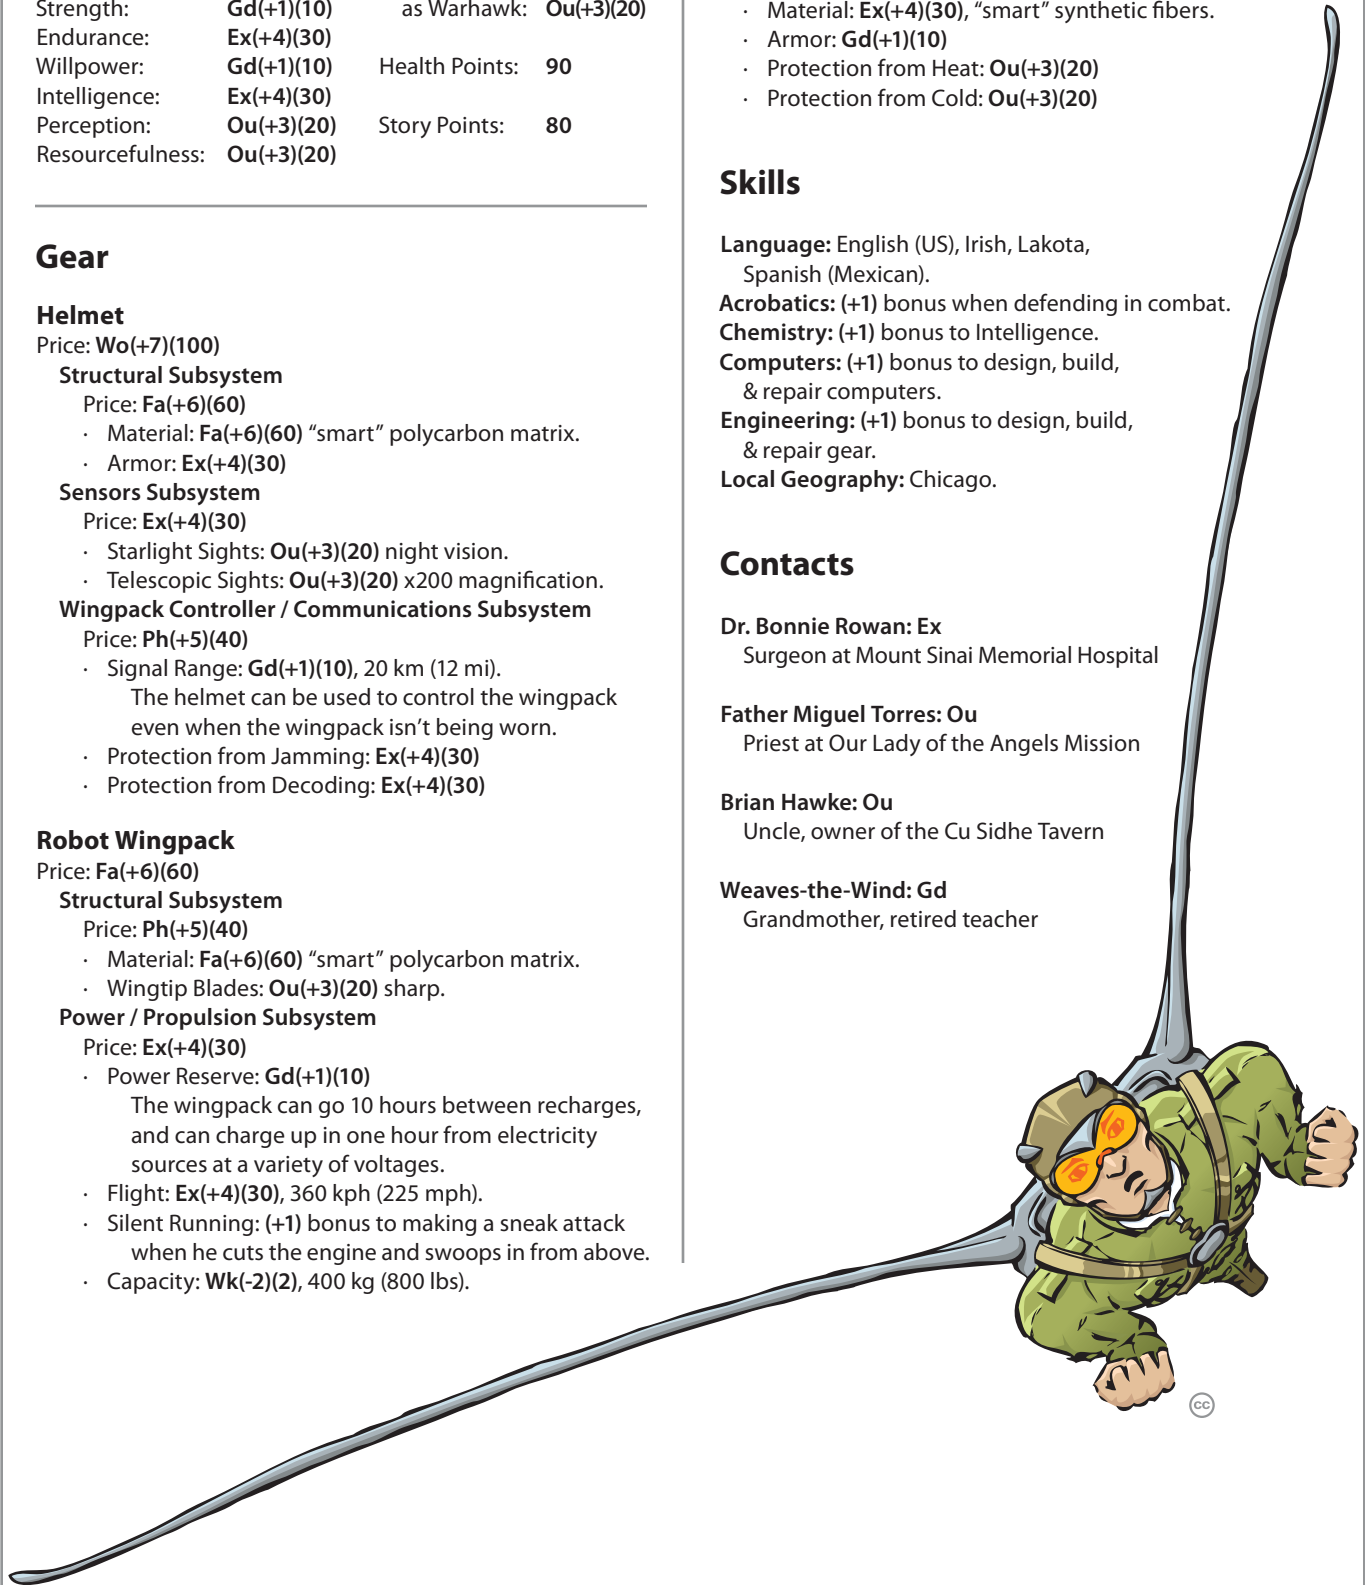 Strength: Gd(+1)(10) as Warhawk: Ou(+3)(20)
Endurance: Ex(+4)(30)
Willpower: Gd(+1)(10) Health Points: 90
Intelligence: Ex(+4)(30)
Perception: Ou(+3)(20) Story Points: 80
Resourcefulness: Ou(+3)(20)
Gear
Helmet
Price: Wo(+7)(100)
Structural Subsystem
Price: Fa(+6)(60)
· Material: Fa(+6)(60) “smart” polycarbon matrix.
· Armor: Ex(+4)(30)
Sensors Subsystem
Price: Ex(+4)(30)
· Starlight Sights: Ou(+3)(20) night vision.
· Telescopic Sights: Ou(+3)(20) x200 magnification.
Wingpack Controller / Communications Subsystem
Price: Ph(+5)(40)
· Signal Range: Gd(+1)(10), 20 km (12 mi).
The helmet can be used to control the wingpack
even when the wingpack isn’t being worn.
· Protection from Jamming: Ex(+4)(30)
· Protection from Decoding: Ex(+4)(30)
Robot Wingpack
Price: Fa(+6)(60)
Structural Subsystem
Price: Ph(+5)(40)
· Material: Fa(+6)(60) “smart” polycarbon matrix.
· Wingtip Blades: Ou(+3)(20) sharp.
Power / Propulsion Subsystem
Price: Ex(+4)(30)
· Power Reserve: Gd(+1)(10)
The wingpack can go 10 hours between recharges,
and can charge up in one hour from electricity
sources at a variety of voltages.
· Flight: Ex(+4)(30), 360 kph (225 mph).
· Silent Running: (+1) bonus to making a sneak attack
when he cuts the engine and swoops in from above.
· Capacity: Wk(-2)(2), 400 kg (800 lbs).
· Material: Ex(+4)(30), “smart” synthetic fibers.
· Armor: Gd(+1)(10)
· Protection from Heat: Ou(+3)(20)
· Protection from Cold: Ou(+3)(20)
Skills
Language: English (US), Irish, Lakota,
Spanish (Mexican).
Acrobatics: (+1) bonus when defending in combat.
Chemistry: (+1) bonus to Intelligence.
Computers: (+1) bonus to design, build,
& repair computers.
Engineering: (+1) bonus to design, build,
& repair gear.
Local Geography: Chicago.
Contacts
Dr. Bonnie Rowan: Ex
Surgeon at Mount Sinai Memorial Hospital
Father Miguel Torres: Ou
Priest at Our Lady of the Angels Mission
Brian Hawke: Ou
Uncle, owner of the Cu Sidhe Tavern
Weaves-the-Wind: Gd
Grandmother, retired teacher
cc